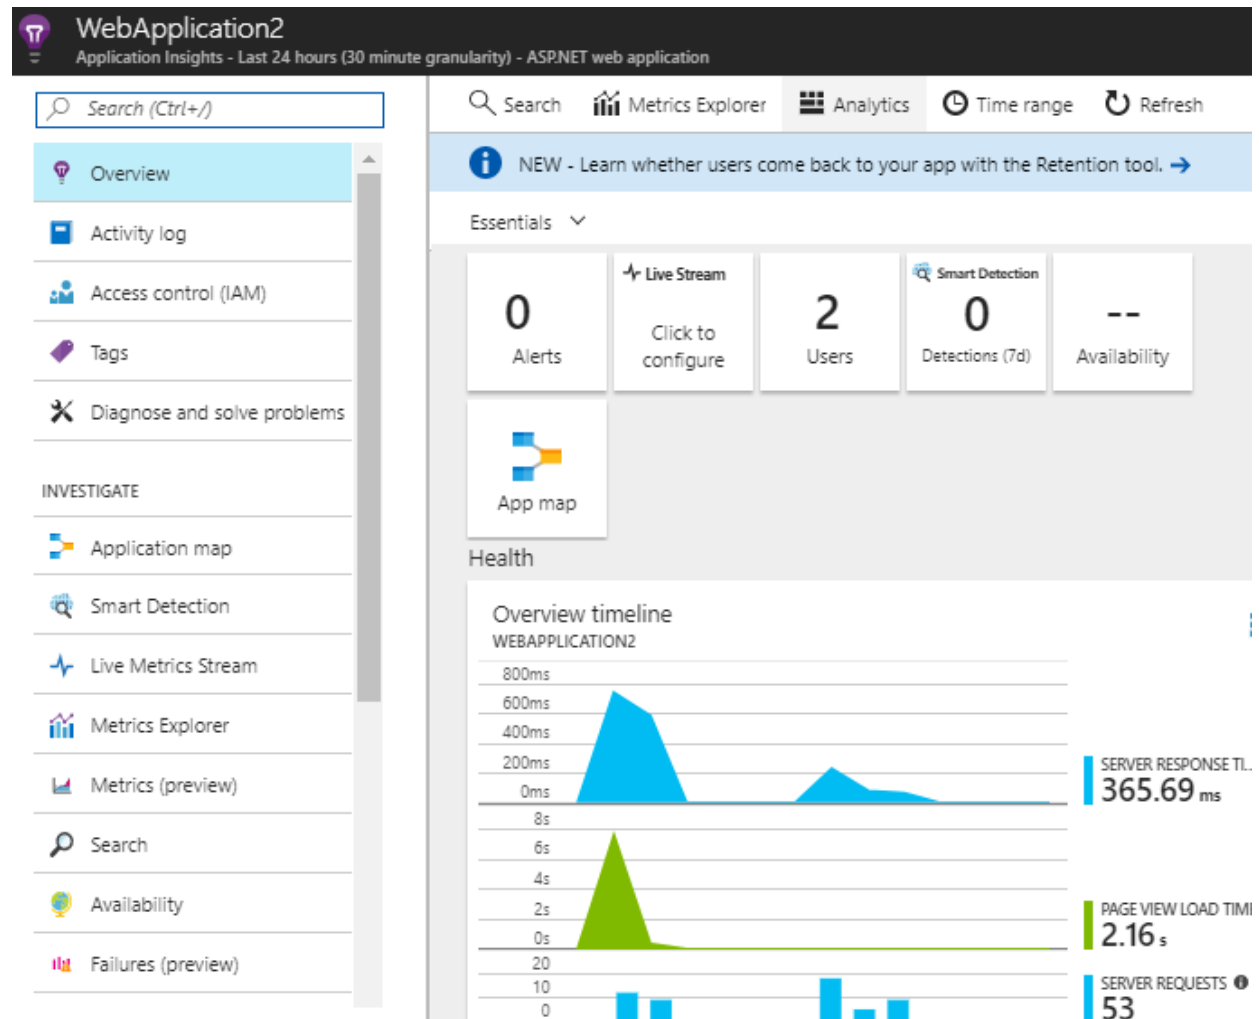 WebApplication2
Application Insights - Last 24 hours (30 minute granularity) - ASP.NET web application
Search (Ctrl+/)
Overview
Activity log
Access control (IAM)
Tags
Diagnose and solve problems
INVESTIGATE
Application map
Smart Detection
Live Metrics Stream
Metrics Explorer
Metrics (preview)
Search
Availability
Failures (preview)
Search
Metrics Explorer
Analytics
Time range
Refresh
NEW - Learn whether users come back to your app with the Retention tool.
Essentials
0
Alerts
Live Stream
Click to
configure
2
Users
Smart Detection
0
Detections (7d)
--
Availability
App map
Health
Overview timeline
WEBAPPLICATION2
800ms
600ms
400ms
200ms
0ms
SERVER RESPONSE TI...
365.69 ms
8s
6s
4s
2s
0s
PAGE VIEW LOAD TIME
2.16 s
20
10
0
SERVER REQUESTS
53